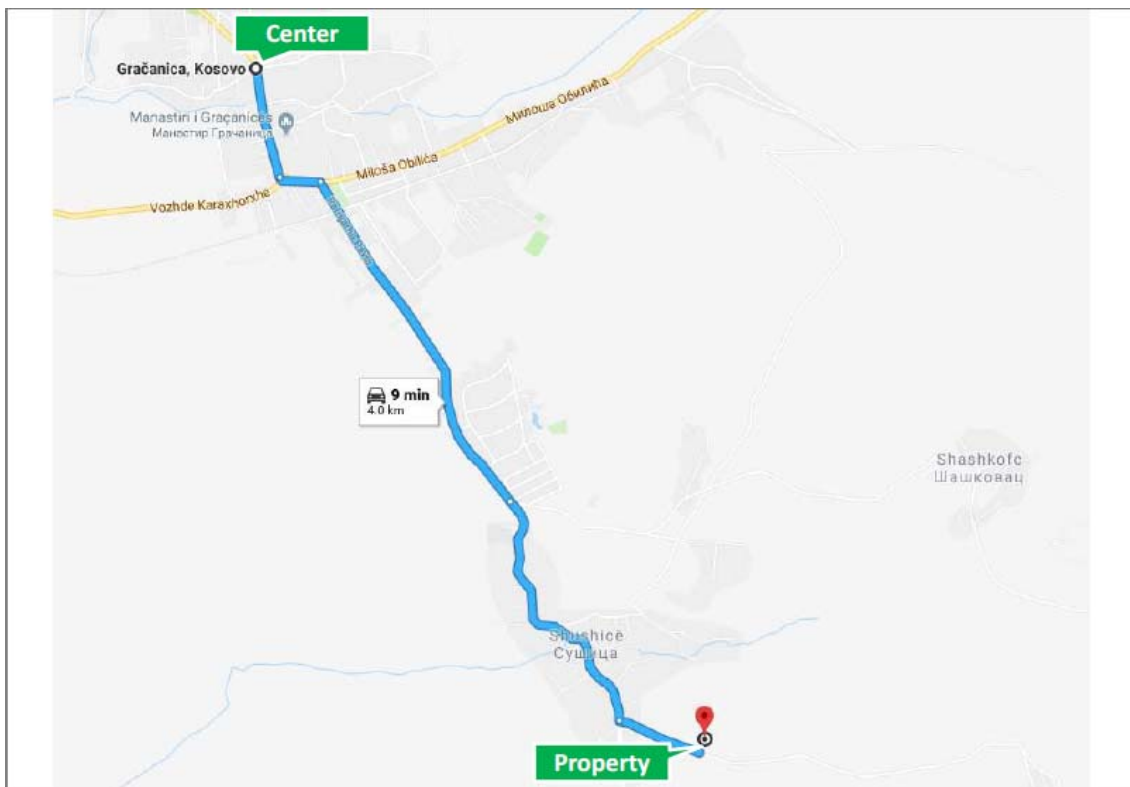 Center
Gračanica, Kosovo
Manastiri i Graçanicës
Манастир Грачаница
Милоша Обилића
Miloša Obilića
Vozhde Karaxhorxhe
9 min
4.0 km
Shashkofc
Шашковац
Shushicë
Сушица
Property